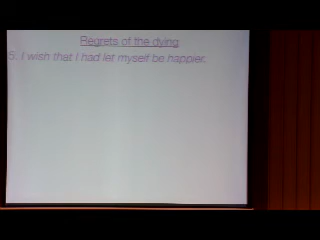 Regrets of the dying
5. I wish that I had let myself be happier.